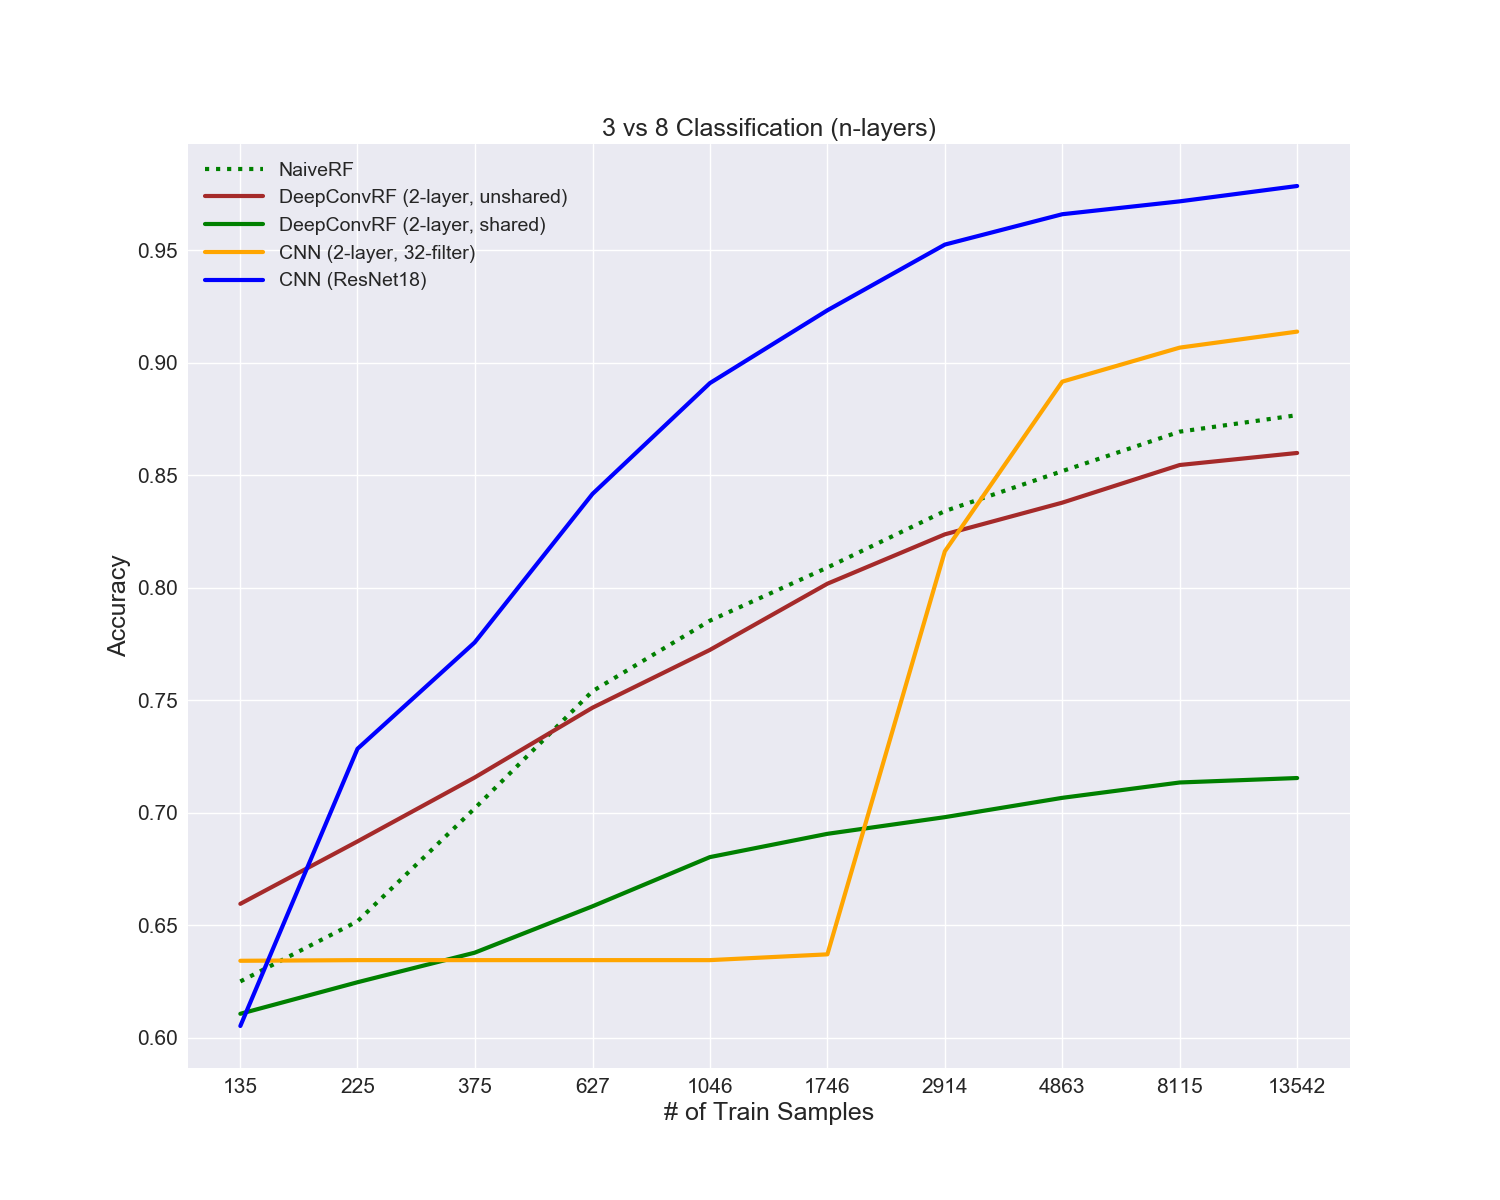 3 vs 8 Classification (n-layers)
NaiveRF
DeepConvRF (2-layer, unshared)
DeepConvRF (2-layer, shared)
CNN (2-layer, 32-filter)
CNN (ResNet18)
0.95
0.90
0.85
0.80
0.75
0.70
0.65
0.60
Accuracy
135 225 375 627 1046 1746 2914 4863 8115 13542
# of Train Samples